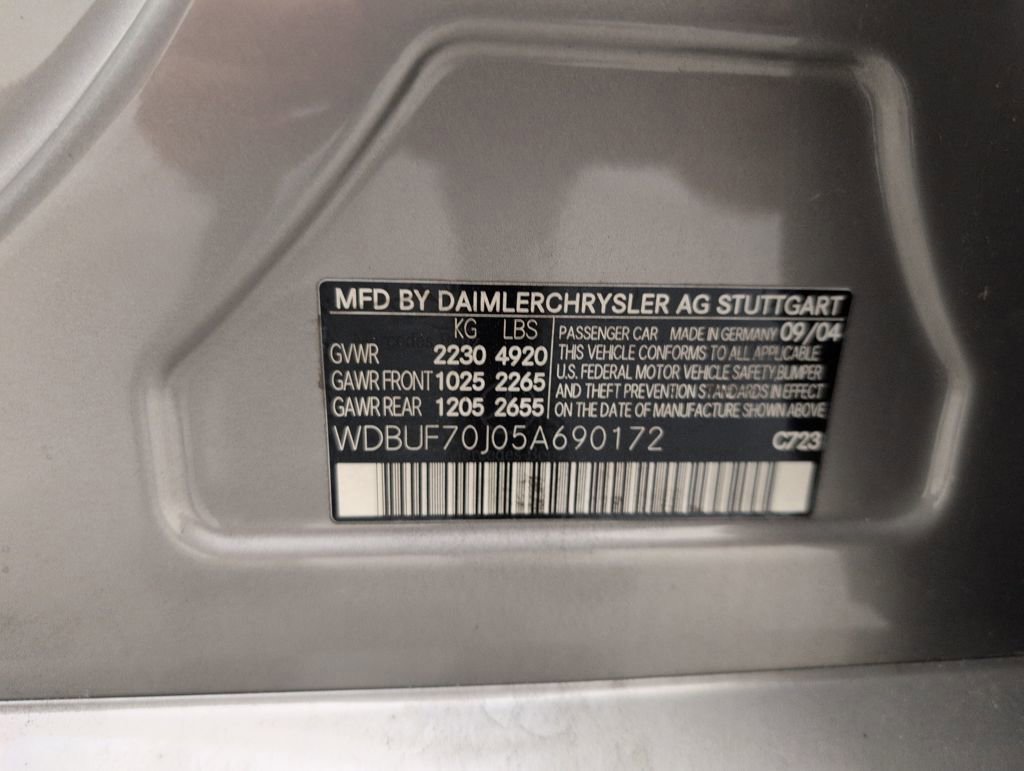 MFD BY DAIMLERCHRYSLER AG STUTTGART
KG LBS
GVWR 2230 4920
GAWR FRONT 1025 2265
GAWR REAR 1205 2655
PASSENGER CAR MADE IN GERMANY 09/04
THIS VEHICLE CONFORMS TO ALL APPLICABLE
U.S. FEDERAL MOTOR VEHICLE SAFETY, BUMPER
AND THEFT PREVENTION STANDARDS IN EFFECT
ON THE DATE OF MANUFACTURE SHOWN ABOVE
WDBUF70J05A690172 C723